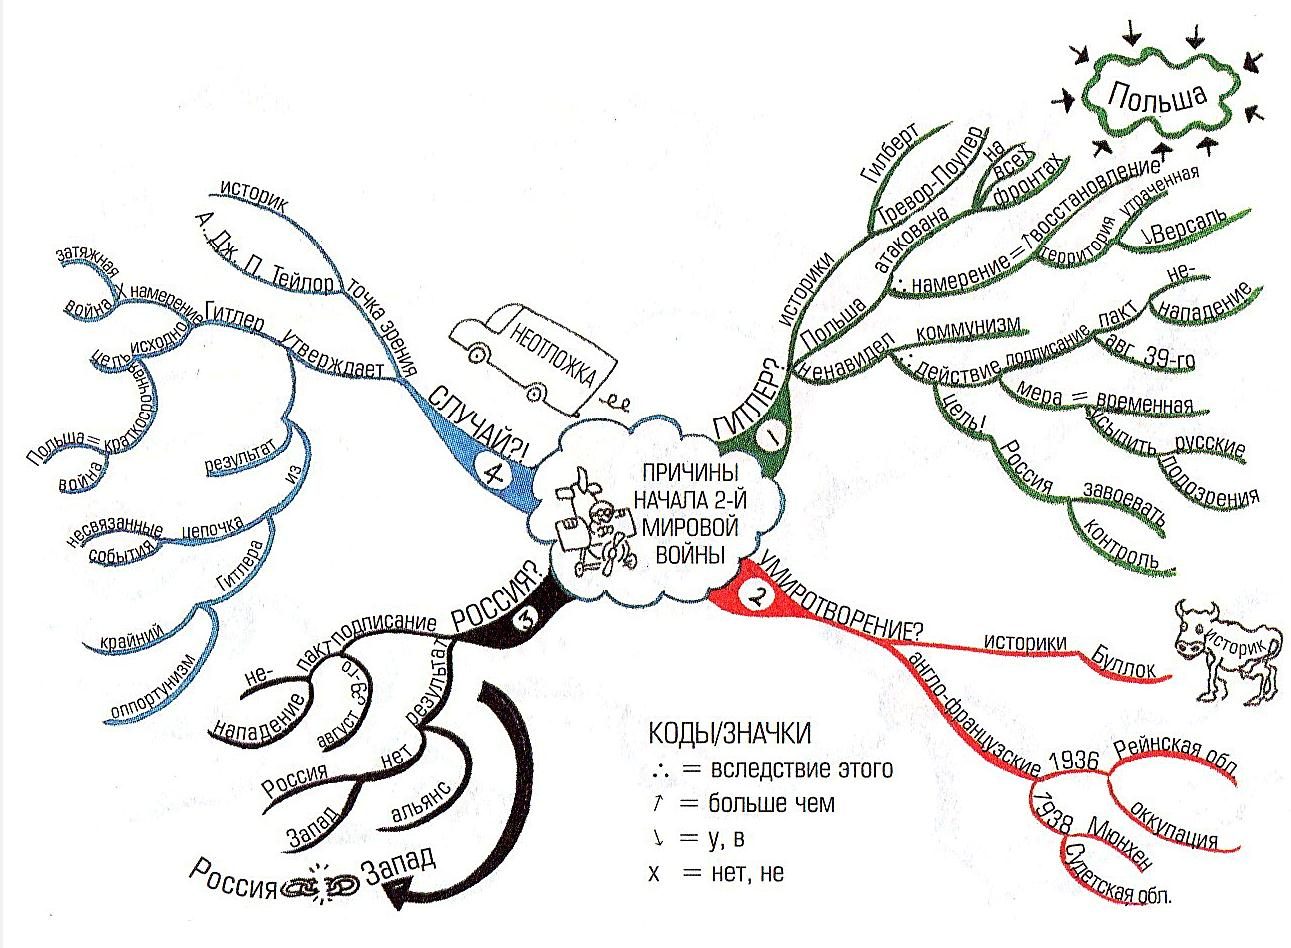 ПРИЧИНЫ
НАЧАЛА 2-Й
МИРОВОЙ
ВОЙНЫ
1
ГИТЛЕР?
историки
Гилберт
Тревор-Роупер
Польша
атакована
на
всех
фронтах
∴ намерение = ↑ восстановление
территория
утраченная
↓Версаль
Польша
ненавидел
коммунизм
∴ действие
подписание
пакт
не-
нападение
авг. 39-го
мера = временная
усыпить
русские
подозрения
цель!
Россия
завоевать
контроль
2
УМИРОТВОРЕНИЕ?
историки
Буллок
историк
англо-французские
1936
Рейнская обл.
оккупация
1938
Мюнхен
Судетская обл.
3
РОССИЯ?
подписание
пакт
не-
нападение
август
39-го
результат
нет
Россия
Запад
альянс
Россия
Запад
4
СЛУЧАЙ?!
НЕОТЛОЖКА
точка зрения
историк
А. Дж. П. Тейлор
утверждает
Гитлер
х намерение
затяжная
война
исходно
цель
краткосрочная
Польша =
война
результат
из
цепочка
несвязанные
события
Гитлера
крайний
оппортунизм
КОДЫ/ЗНАЧКИ
∴ = вследствие этого
↑ = больше чем
↓ = у, в
х = нет, не